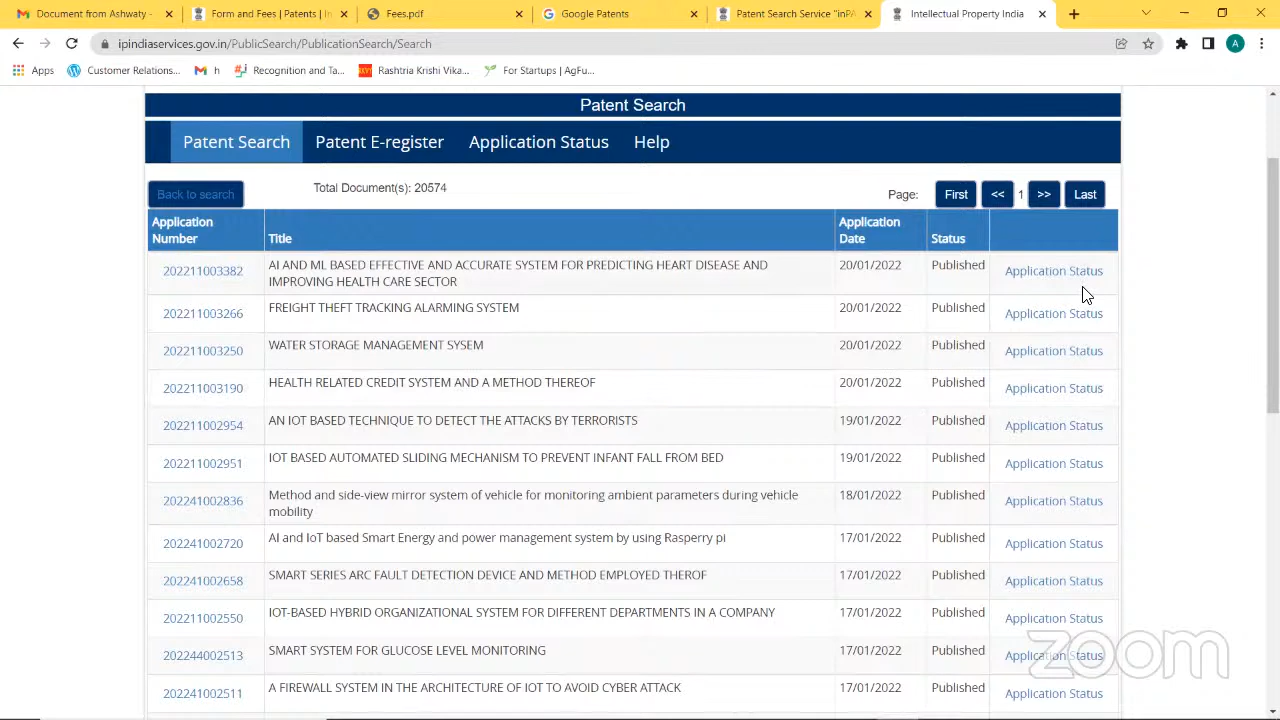 Document from Ashway
Form and Fees | Patents | In
Fees.pdf
Google Patents
Patent Search Service "inPA
Intellectual Property India
ipindiaservices.gov.in/PublicSearch/PublicationSearch/Search
A
Apps
Customer Relations...
h
Recognition and Ta...
Rashtria Krishi Vika...
For Startups | AgFu...
Patent Search
Patent Search
Patent E-register
Application Status
Help
Back to search
Total Document(s): 20574
Page:
First
<<
1
>>
Last
Application Number
Title
Application Date
Status
202211003382
AI AND ML BASED EFFECTIVE AND ACCURATE SYSTEM FOR PREDICTING HEART DISEASE AND
IMPROVING HEALTH CARE SECTOR
20/01/2022
Published
Application Status
202211003266
FREIGHT THEFT TRACKING ALARMING SYSTEM
20/01/2022
Published
Application Status
202211003250
WATER STORAGE MANAGEMENT SYSEM
20/01/2022
Published
Application Status
202211003190
HEALTH RELATED CREDIT SYSTEM AND A METHOD THEREOF
20/01/2022
Published
Application Status
202211002954
AN IOT BASED TECHNIQUE TO DETECT THE ATTACKS BY TERRORISTS
19/01/2022
Published
Application Status
202211002951
IOT BASED AUTOMATED SLIDING MECHANISM TO PREVENT INFANT FALL FROM BED
19/01/2022
Published
Application Status
202241002836
Method and side-view mirror system of vehicle for monitoring ambient parameters during vehicle
mobility
18/01/2022
Published
Application Status
202241002720
AI and IoT based Smart Energy and power management system by using Rasperry pi
17/01/2022
Published
Application Status
202241002658
SMART SERIES ARC FAULT DETECTION DEVICE AND METHOD EMPLOYED THEROF
17/01/2022
Published
Application Status
202211002550
IOT-BASED HYBRID ORGANIZATIONAL SYSTEM FOR DIFFERENT DEPARTMENTS IN A COMPANY
17/01/2022
Published
Application Status
202244002513
SMART SYSTEM FOR GLUCOSE LEVEL MONITORING
17/01/2022
Published
Application Status
202241002511
A FIREWALL SYSTEM IN THE ARCHITECTURE OF IOT TO AVOID CYBER ATTACK
17/01/2022
Published
Application Status
zoom